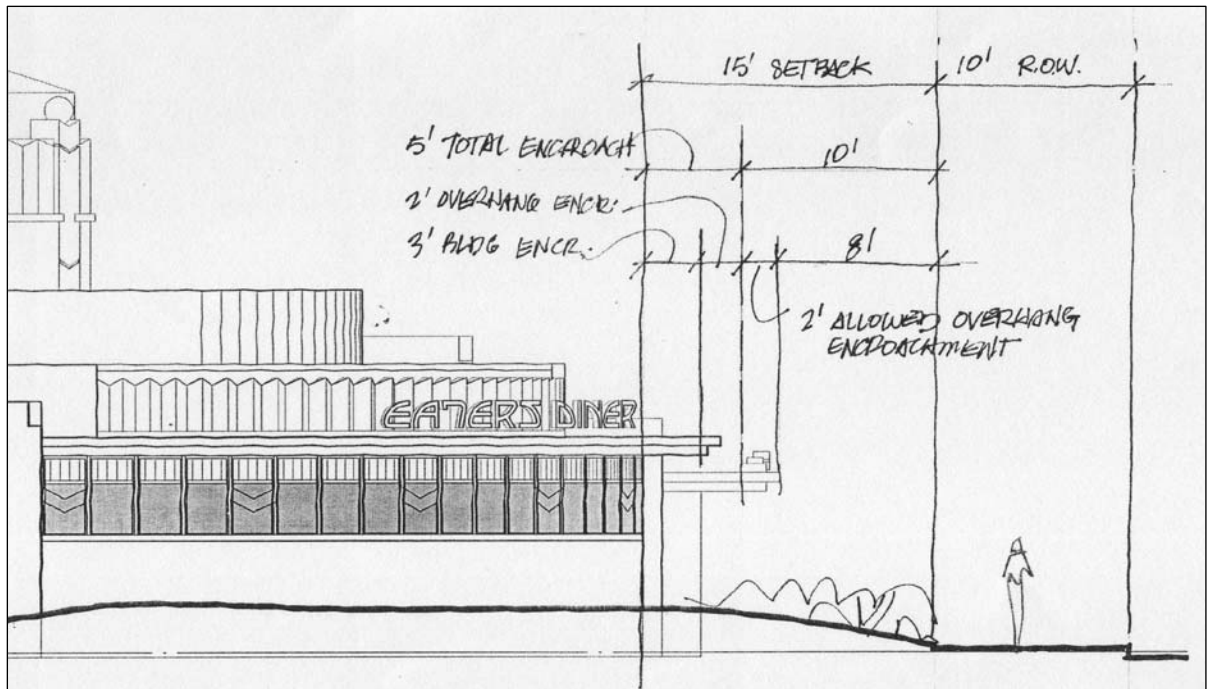 15' SETBACK
10' R.O.W.
5' TOTAL ENCROACH
10'
2' OVERHANG ENCR.
3' BLDG ENCR.
8'
2' ALLOWED OVERHANG
ENCROACHMENT
EATERS DINER